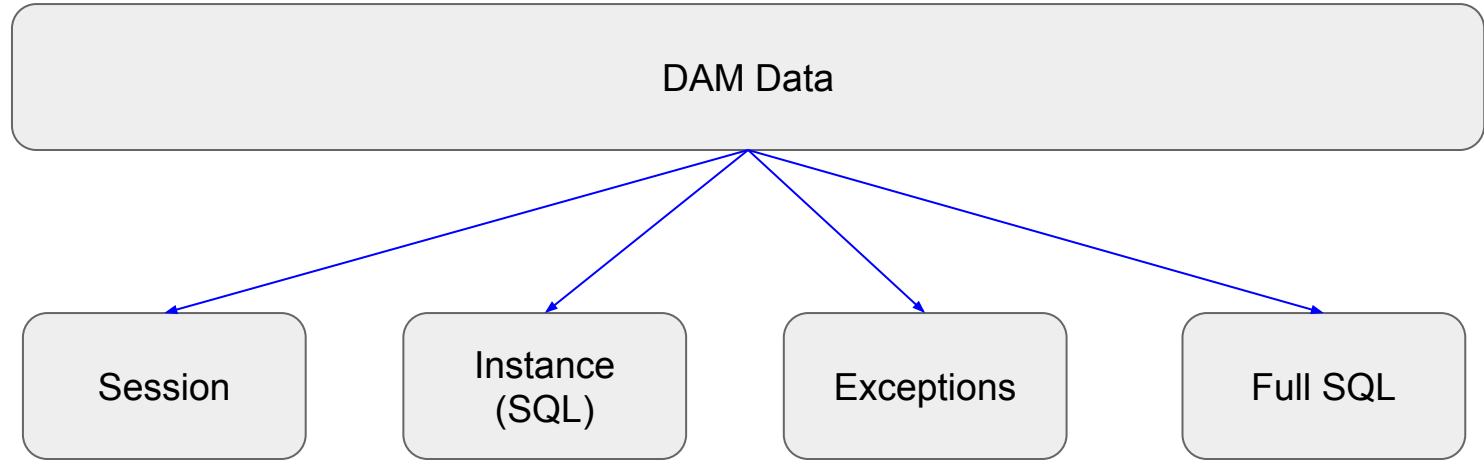 DAM Data
Session
Instance
(SQL)
Exceptions
Full SQL